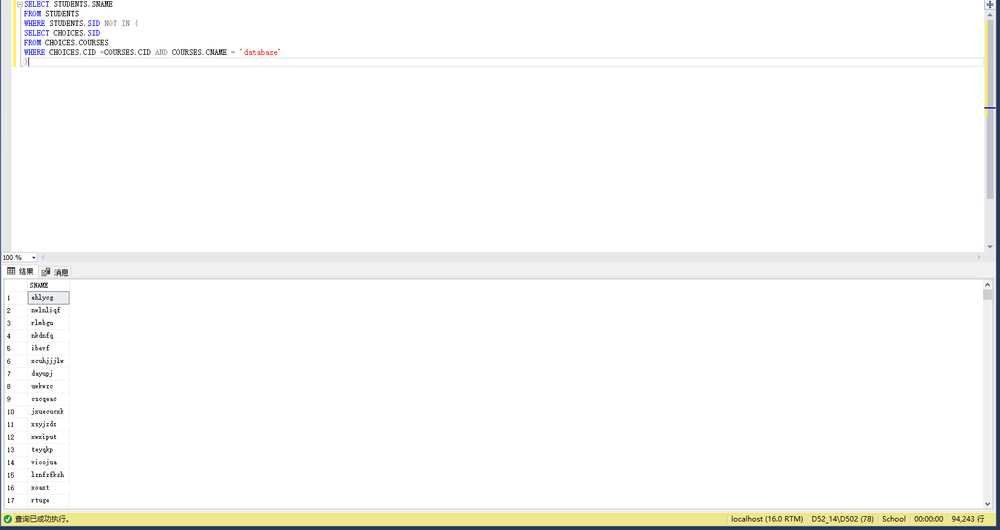 SELECT STUDENTS.SNAME
FROM STUDENTS
WHERE STUDENTS.SID NOT IN (
SELECT CHOICES.SID
FROM CHOICES,COURSES
WHERE CHOICES.CID =COURSES.CID AND COURSES.CNAME = 'database'
)
100 %
结果 消息
SNAME
1 ehlycg
2 nwlnliqf
3 rlmbgu
4 nkdnfq
5 ibevf
6 xcuhjjjlw
7 dayupj
8 uwkwzc
9 cscqeac
10 jxuecucxk
11 xsyjzdz
12 xwxiput
13 teyqkp
14 vioojua
15 lznfzfkzh
16 xoaxt
17 rtuge
查询已成功执行。 localhost (16.0 RTM) D52_14\D502 (78) School 00:00:00 94,243 行